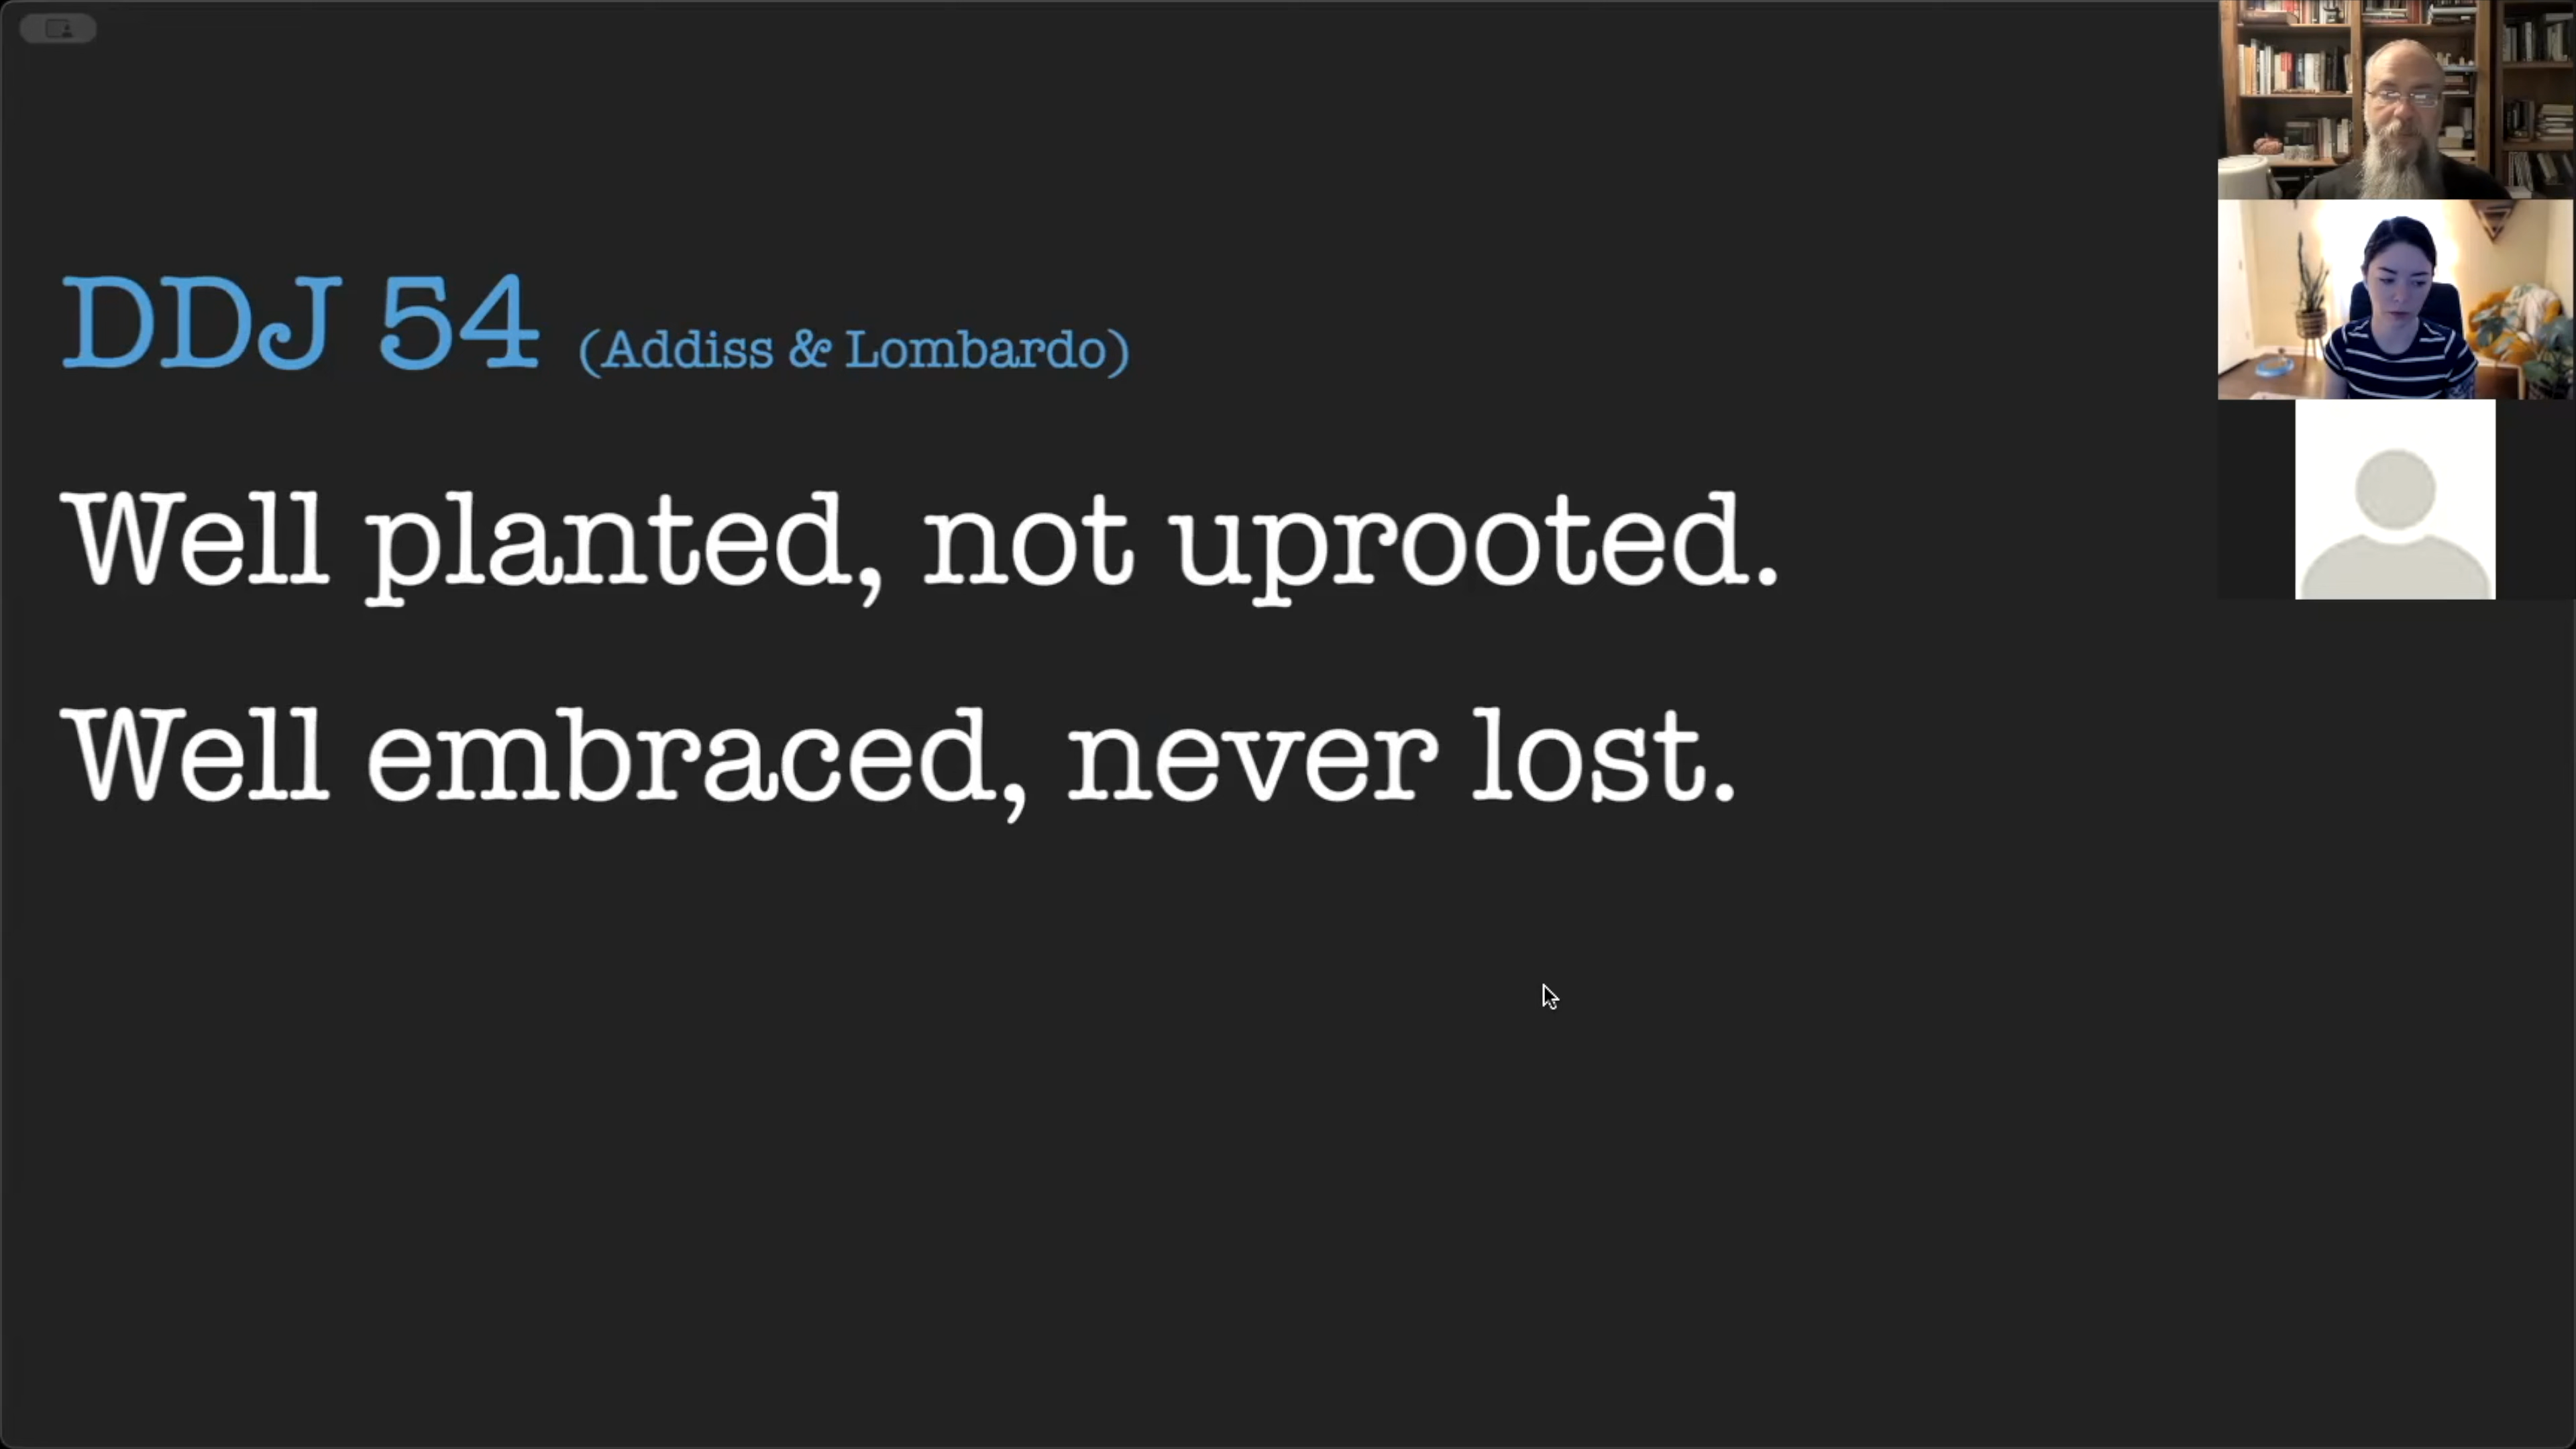 DDJ 54 (Addiss & Lombardo)
Well planted, not uprooted.
Well embraced, never lost.